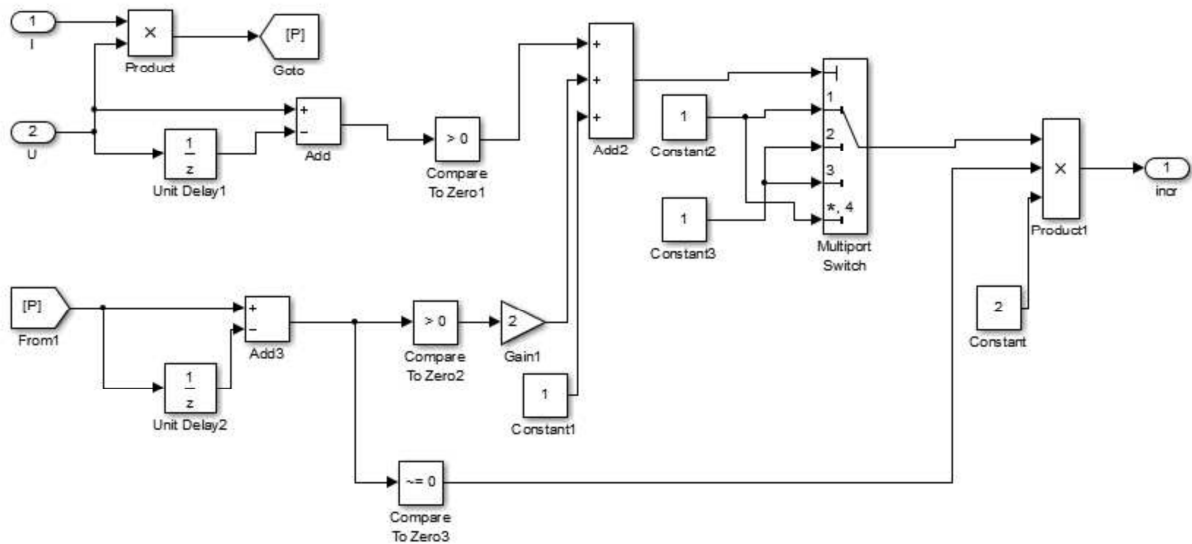 1
I
×
Product
[P]
Goto
2
U
1
z
Unit Delay1
+
−
Add
> 0
Compare
To Zero1
+
+
+
Add2
1
Constant2
1
Constant3
1
2
3
*, 4
Multiport
Switch
×
Product1
1
incr
2
Constant
[P]
From1
1
z
Unit Delay2
+
−
Add3
> 0
Compare
To Zero2
2
Gain1
1
Constant1
~= 0
Compare
To Zero3